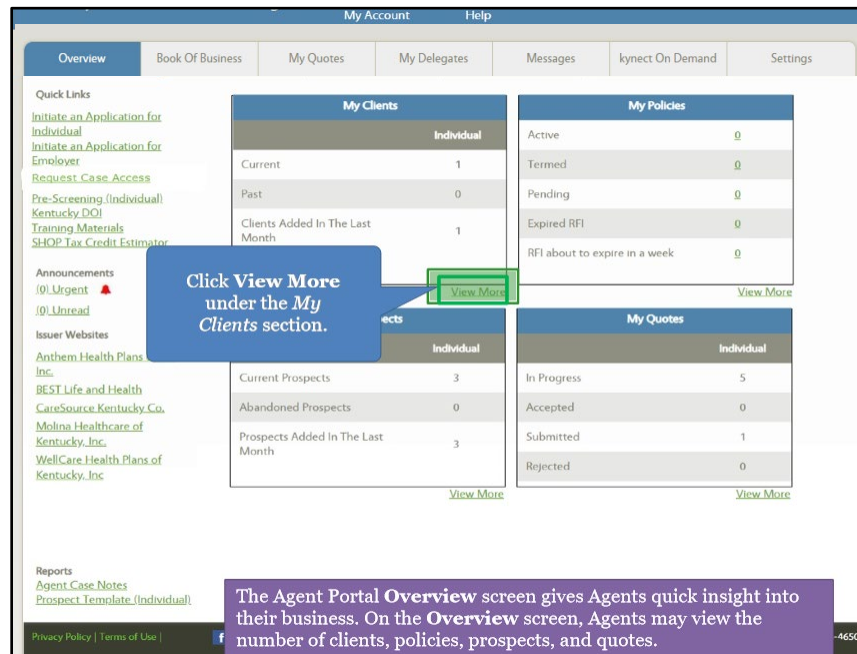 My Account Help
Overview Book Of Business My Quotes My Delegates Messages kynect On Demand Settings
Quick Links
Initiate an Application for
Individual
Initiate an Application for
Employer
Request Case Access
Pre-Screening (Individual)
Kentucky DOI
Training Materials
SHOP Tax Credit Estimator
Announcements
(0) Urgent
(0) Unread
Issuer Websites
Anthem Health Plans
Inc.
BEST Life and Health
CareSource Kentucky Co.
Molina Healthcare of
Kentucky, Inc.
WellCare Health Plans of
Kentucky, Inc
Reports
Agent Case Notes
Prospect Template (Individual)
My Clients
Individual
Current 1
Past 0
Clients Added In The Last
Month 1
View More
Click View More
under the My
Clients section.
My Policies
Active 0
Termed 0
Pending 0
Expired RFI 0
RFI about to expire in a week 0
View More
ects
Individual
Current Prospects 3
Abandoned Prospects 0
Prospects Added In The Last
Month 3
View More
My Quotes
Individual
In Progress 5
Accepted 0
Submitted 1
Rejected 0
View More
The Agent Portal Overview screen gives Agents quick insight into
their business. On the Overview screen, Agents may view the
number of clients, policies, prospects, and quotes.
Privacy Policy | Terms of Use | f -4650